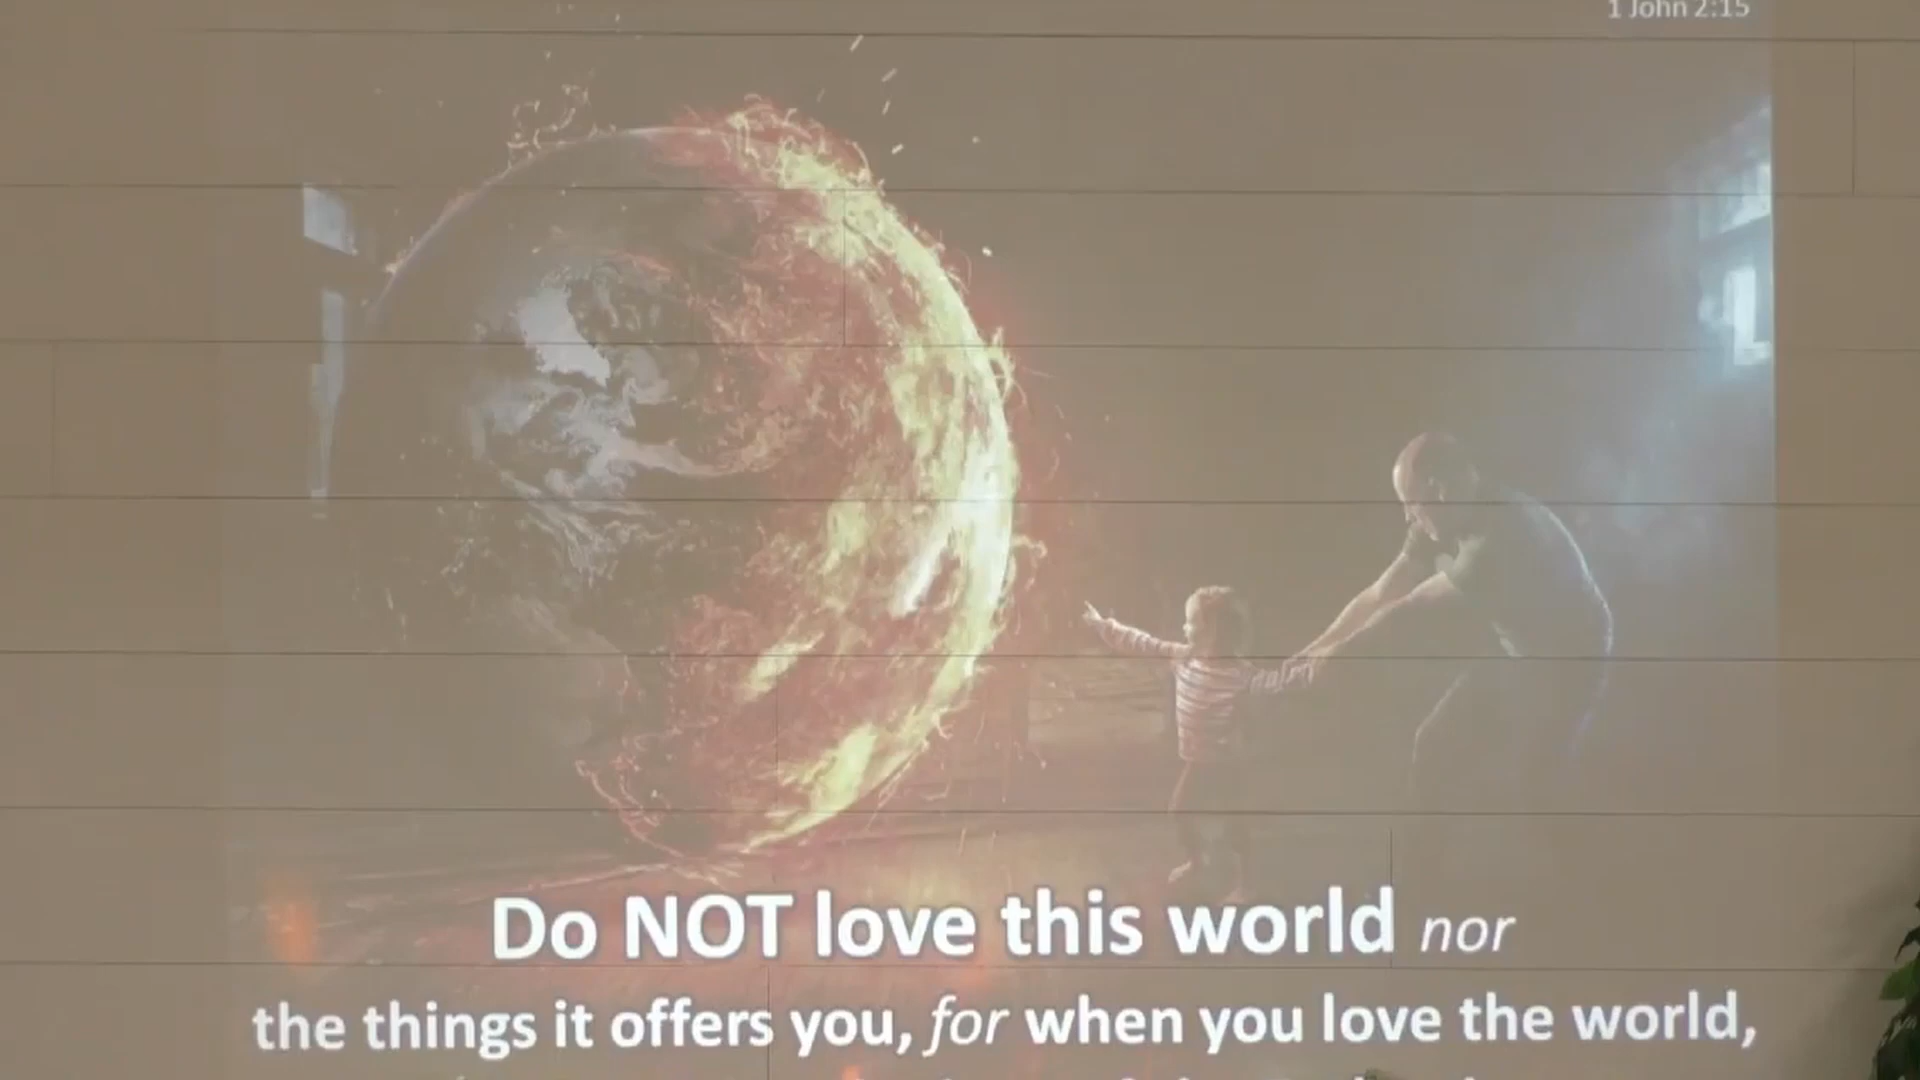 1 John 2:15
Do NOT love this world nor
the things it offers you, for when you love the world,